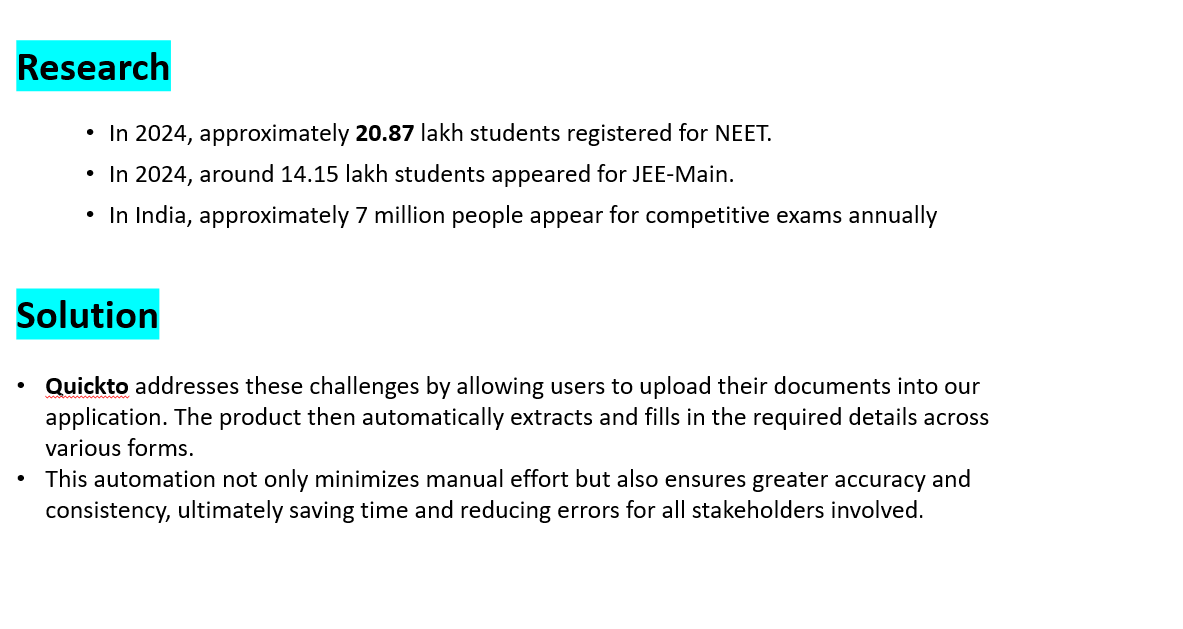 Research
• In 2024, approximately 20.87 lakh students registered for NEET.
• In 2024, around 14.15 lakh students appeared for JEE-Main.
• In India, approximately 7 million people appear for competitive exams annually
Solution
• Quickto addresses these challenges by allowing users to upload their documents into our
application. The product then automatically extracts and fills in the required details across
various forms.
• This automation not only minimizes manual effort but also ensures greater accuracy and
consistency, ultimately saving time and reducing errors for all stakeholders involved.